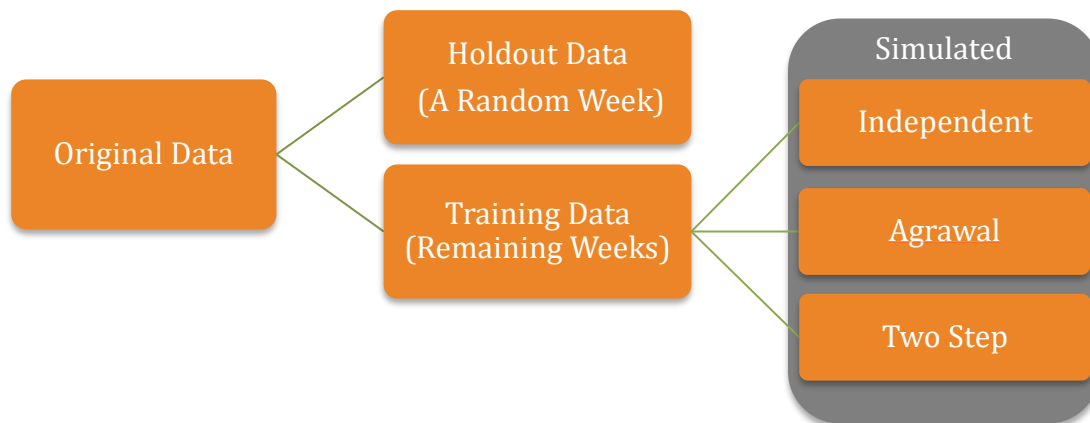 Original Data
Holdout Data
(A Random Week)
Training Data
(Remaining Weeks)
Simulated
Independent
Agrawal
Two Step